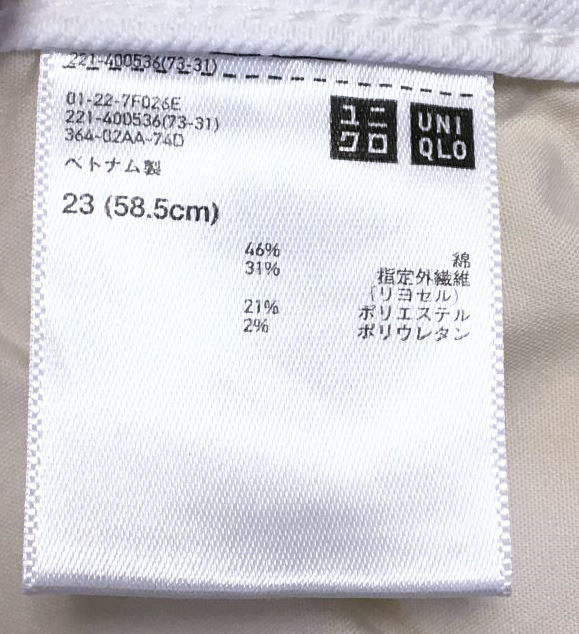 221-400536(73-31)
01-22-7F026E
221-400536(73-31)
364-02AA-74D
ベトナム製
ユニ
クロ
UNI
QLO
23 (58.5cm)
46% 綿
31% 指定外繊維
(リヨセル)
21% ポリエステル
2% ポリウレタン